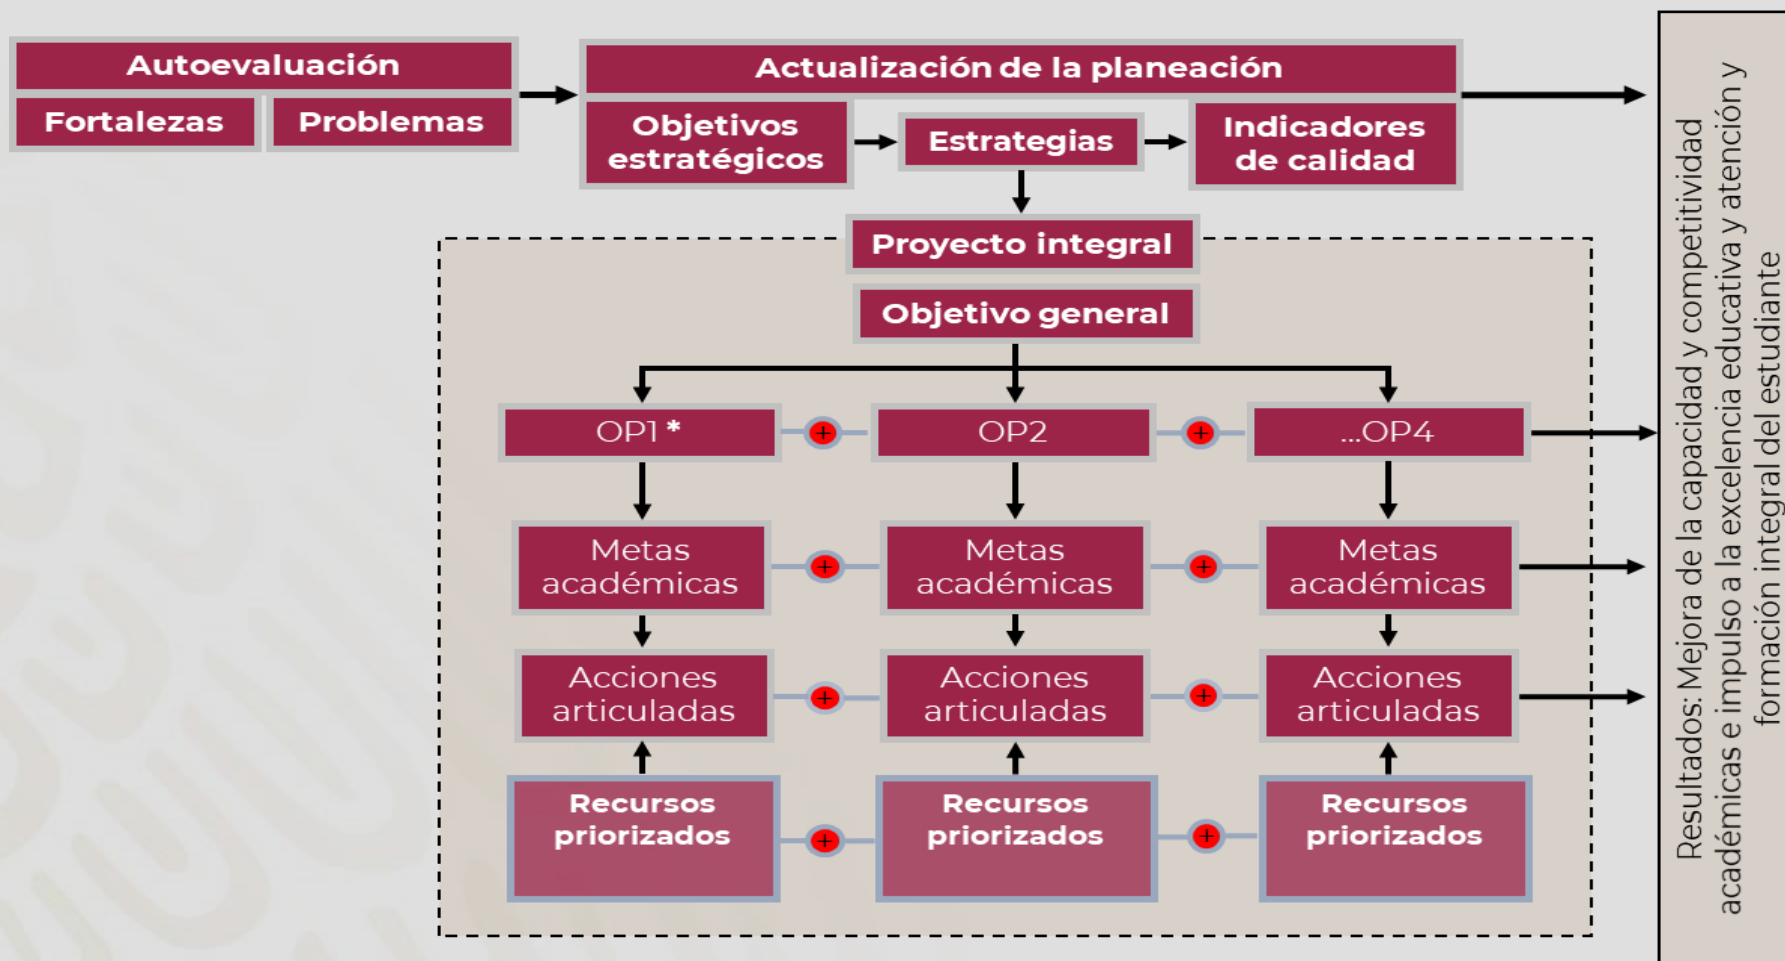 Autoevaluación
Fortalezas
Problemas
Actualización de la planeación
Objetivos
estratégicos
Estrategias
Indicadores
de calidad
Proyecto integral
Objetivo general
OP1 *
+
OP2
+
...OP4
Metas
académicas
+
Metas
académicas
+
Metas
académicas
Acciones
articuladas
+
Acciones
articuladas
+
Acciones
articuladas
Recursos
priorizados
+
Recursos
priorizados
+
Recursos
priorizados
Resultados: Mejora de la capacidad y competitividad
académicas e impulso a la excelencia educativa y atención y
formación integral del estudiante